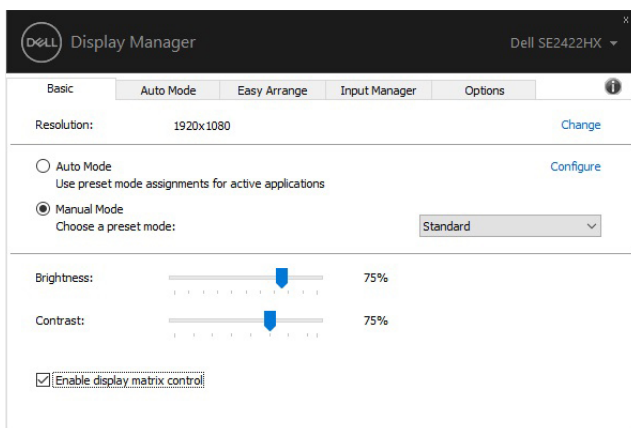 x
DELL Display Manager Dell SE2422HX
Basic Auto Mode Easy Arrange Input Manager Options i
Resolution: 1920x1080 Change
Auto Mode Configure
Use preset mode assignments for active applications
Manual Mode
Choose a preset mode: Standard
Brightness: 75%
Contrast: 75%
Enable display matrix control